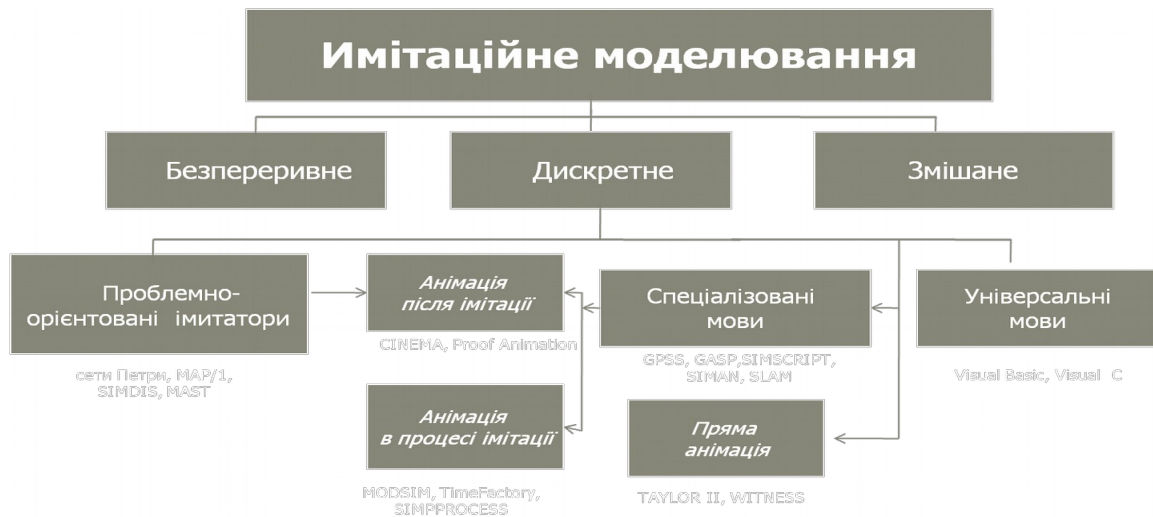 Имітаційне моделювання
Безпереривне
Дискретне
Змішане
Проблемно-
орієнтовані імитатори
сети Петри, MAP/1,
SIMDIS, MAST
Анімація
після імітації
CINEMA, Proof Animation
Спеціалізовані
мови
GPSS, GASP,SIMSCRIPT,
SIMAN, SLAM
Універсальні
мови
Visual Basic, Visual C
Анімація
в процесі імітації
MODSIM, TimeFactory,
SIMPPROCESS
Пряма
анімація
TAYLOR II, WITNESS